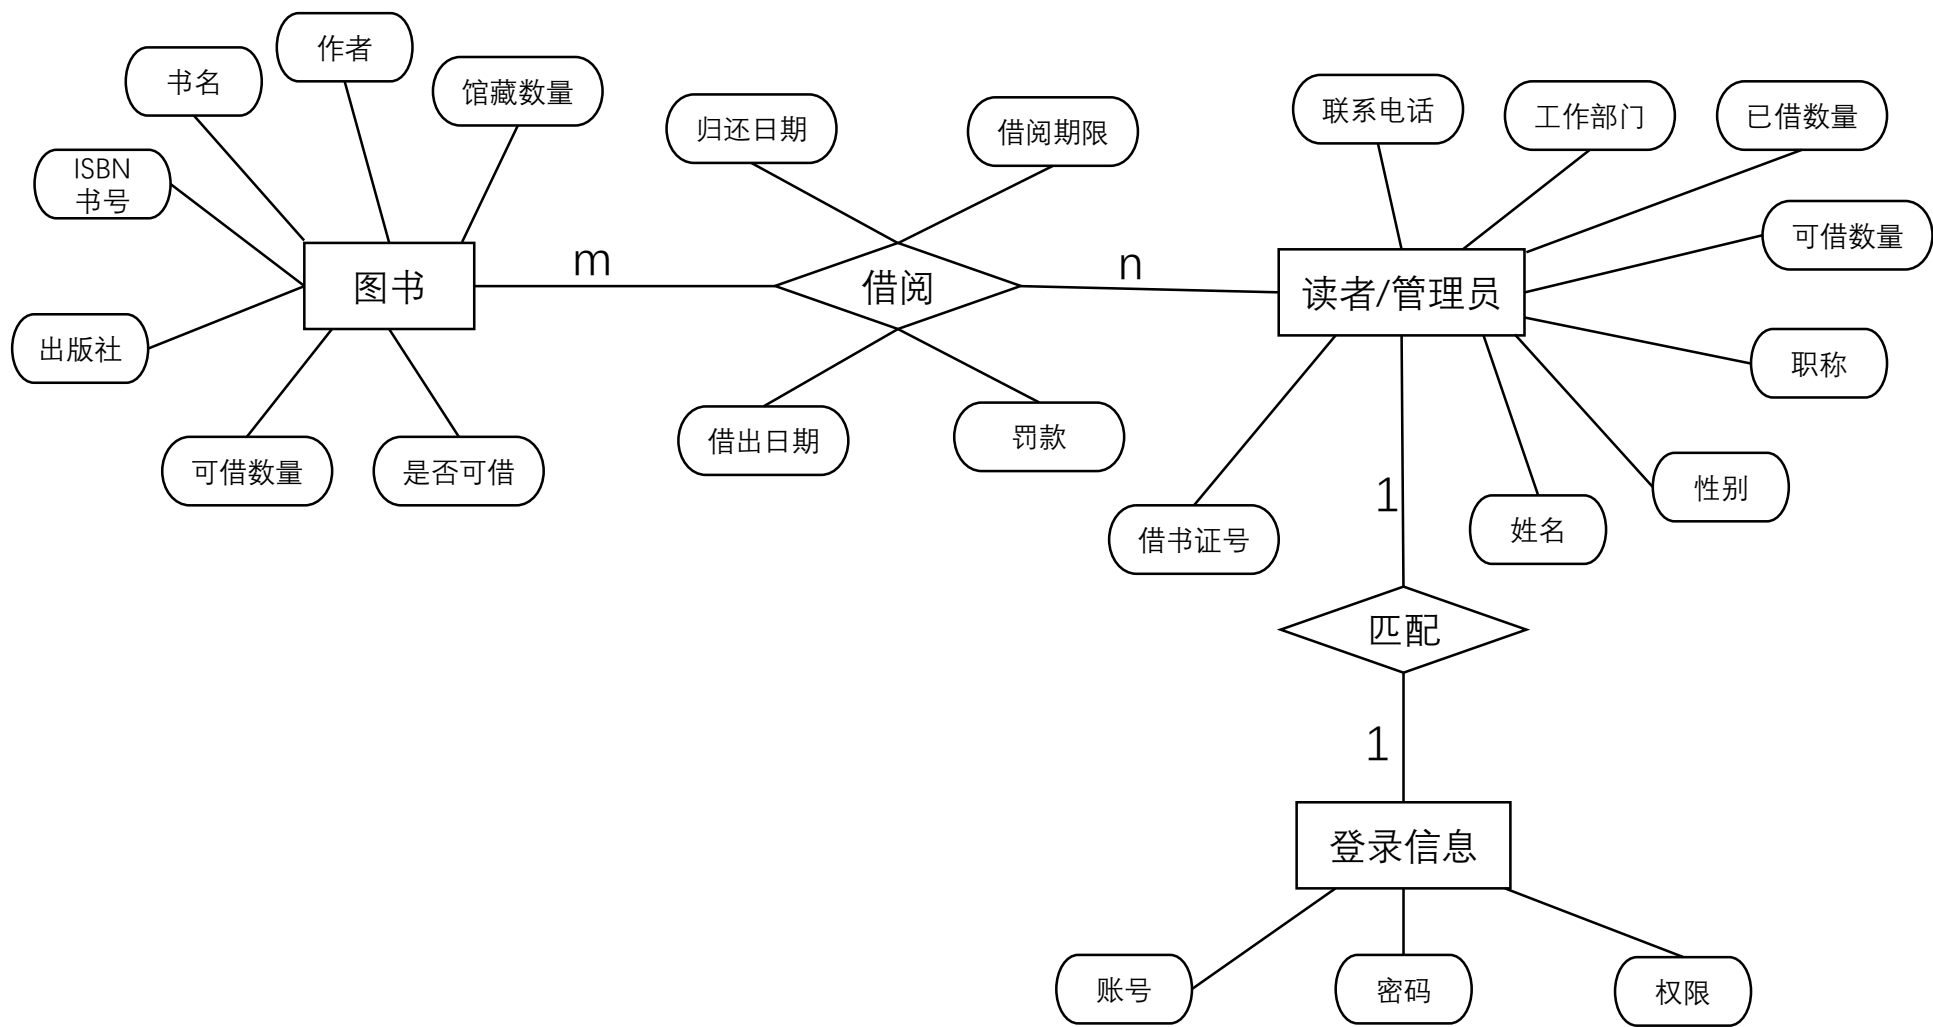 作者
书名
馆藏数量
归还日期
借阅期限
联系电话
工作部门
已借数量
ISBN
书号
可借数量
m
n
图书
借阅
读者/管理员
出版社
职称
借出日期
罚款
可借数量
是否可借
性别
1
姓名
借书证号
匹配
1
登录信息
账号
密码
权限